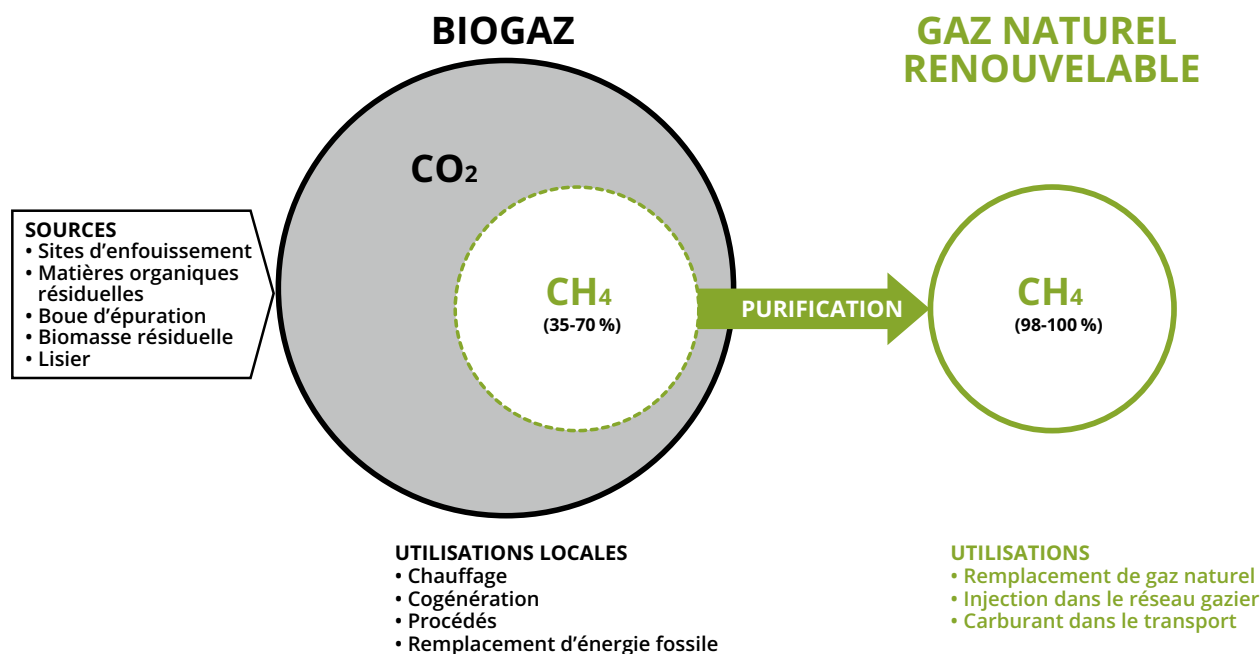 BIOGAZ
GAZ NATUREL
RENOUVELABLE
CO₂
SOURCES
• Sites d’enfouissement
• Matières organiques
résiduelles
• Boue d’épuration
• Biomasse résiduelle
• Lisier
CH₄
(35-70 %)
PURIFICATION
CH₄
(98-100 %)
UTILISATIONS LOCALES
• Chauffage
• Cogénération
• Procédés
• Remplacement d’énergie fossile
UTILISATIONS
• Remplacement de gaz naturel
• Injection dans le réseau gazier
• Carburant dans le transport